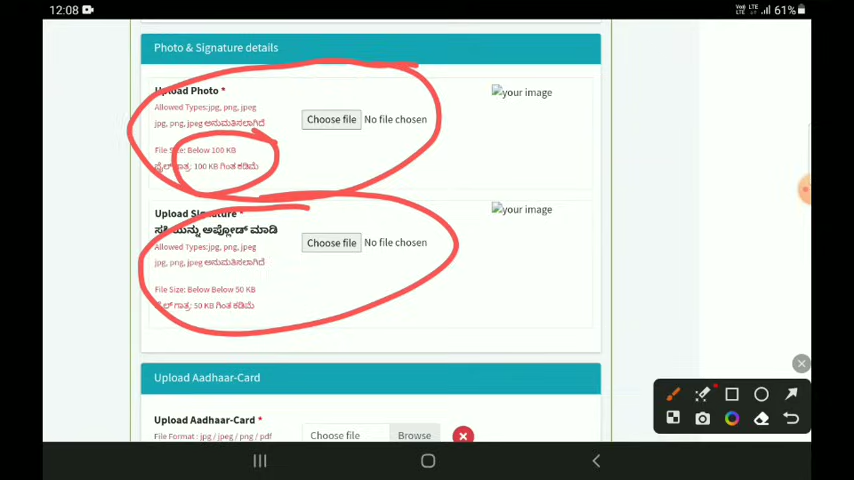 12:08
Vo) LTE
LTE
61%
Photo & Signature details
Upload Photo *
Allowed Types:jpg, png, jpeg
jpg, png, jpeg ಅನುಮತಿಸಲಾಗಿದೆ
Choose file No file chosen
your image
File Size: Below 100 KB
ಫೈಲ್ ಗಾತ್ರ: 100 KB ಗಿಂತ ಕಡಿಮೆ
Upload Signature *
ಸಹಿಯನ್ನು ಅಪ್ಲೋಡ್ ಮಾಡಿ
Allowed Types:jpg, png, jpeg
jpg, png, jpeg ಅನುಮತಿಸಲಾಗಿದೆ
Choose file No file chosen
your image
File Size: Below Below 50 KB
ಫೈಲ್ ಗಾತ್ರ: 50 KB ಗಿಂತ ಕಡಿಮೆ
Upload Aadhaar-Card
Upload Aadhaar-Card *
File Format : jpg / jpeg / png / pdf
Choose file Browse